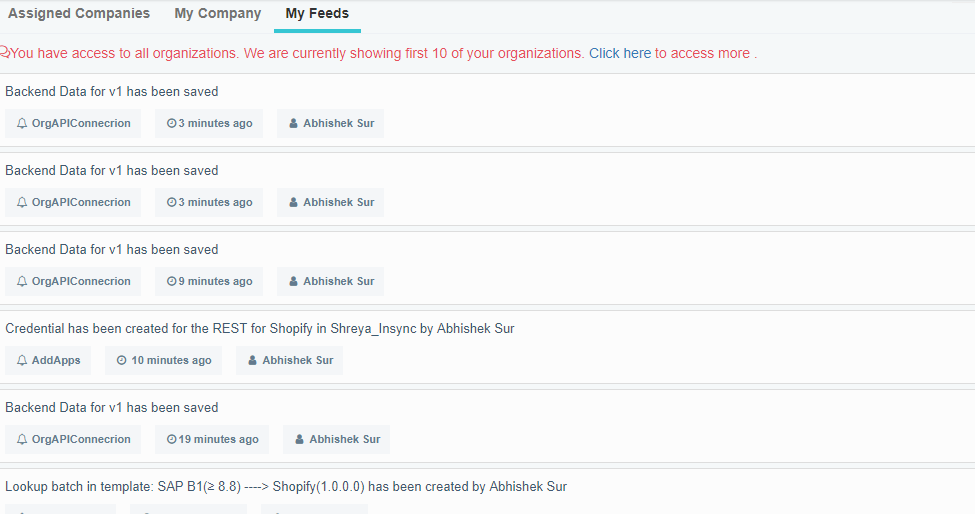 Assigned Companies My Company My Feeds
You have access to all organizations. We are currently showing first 10 of your organizations. Click here to access more .
Backend Data for v1 has been saved
OrgAPIConnecrion 3 minutes ago Abhishek Sur
Backend Data for v1 has been saved
OrgAPIConnecrion 3 minutes ago Abhishek Sur
Backend Data for v1 has been saved
OrgAPIConnecrion 9 minutes ago Abhishek Sur
Credential has been created for the REST for Shopify in Shreya_Insync by Abhishek Sur
AddApps 10 minutes ago Abhishek Sur
Backend Data for v1 has been saved
OrgAPIConnecrion 19 minutes ago Abhishek Sur
Lookup batch in template: SAP B1(≥ 8.8) ----> Shopify(1.0.0.0) has been created by Abhishek Sur